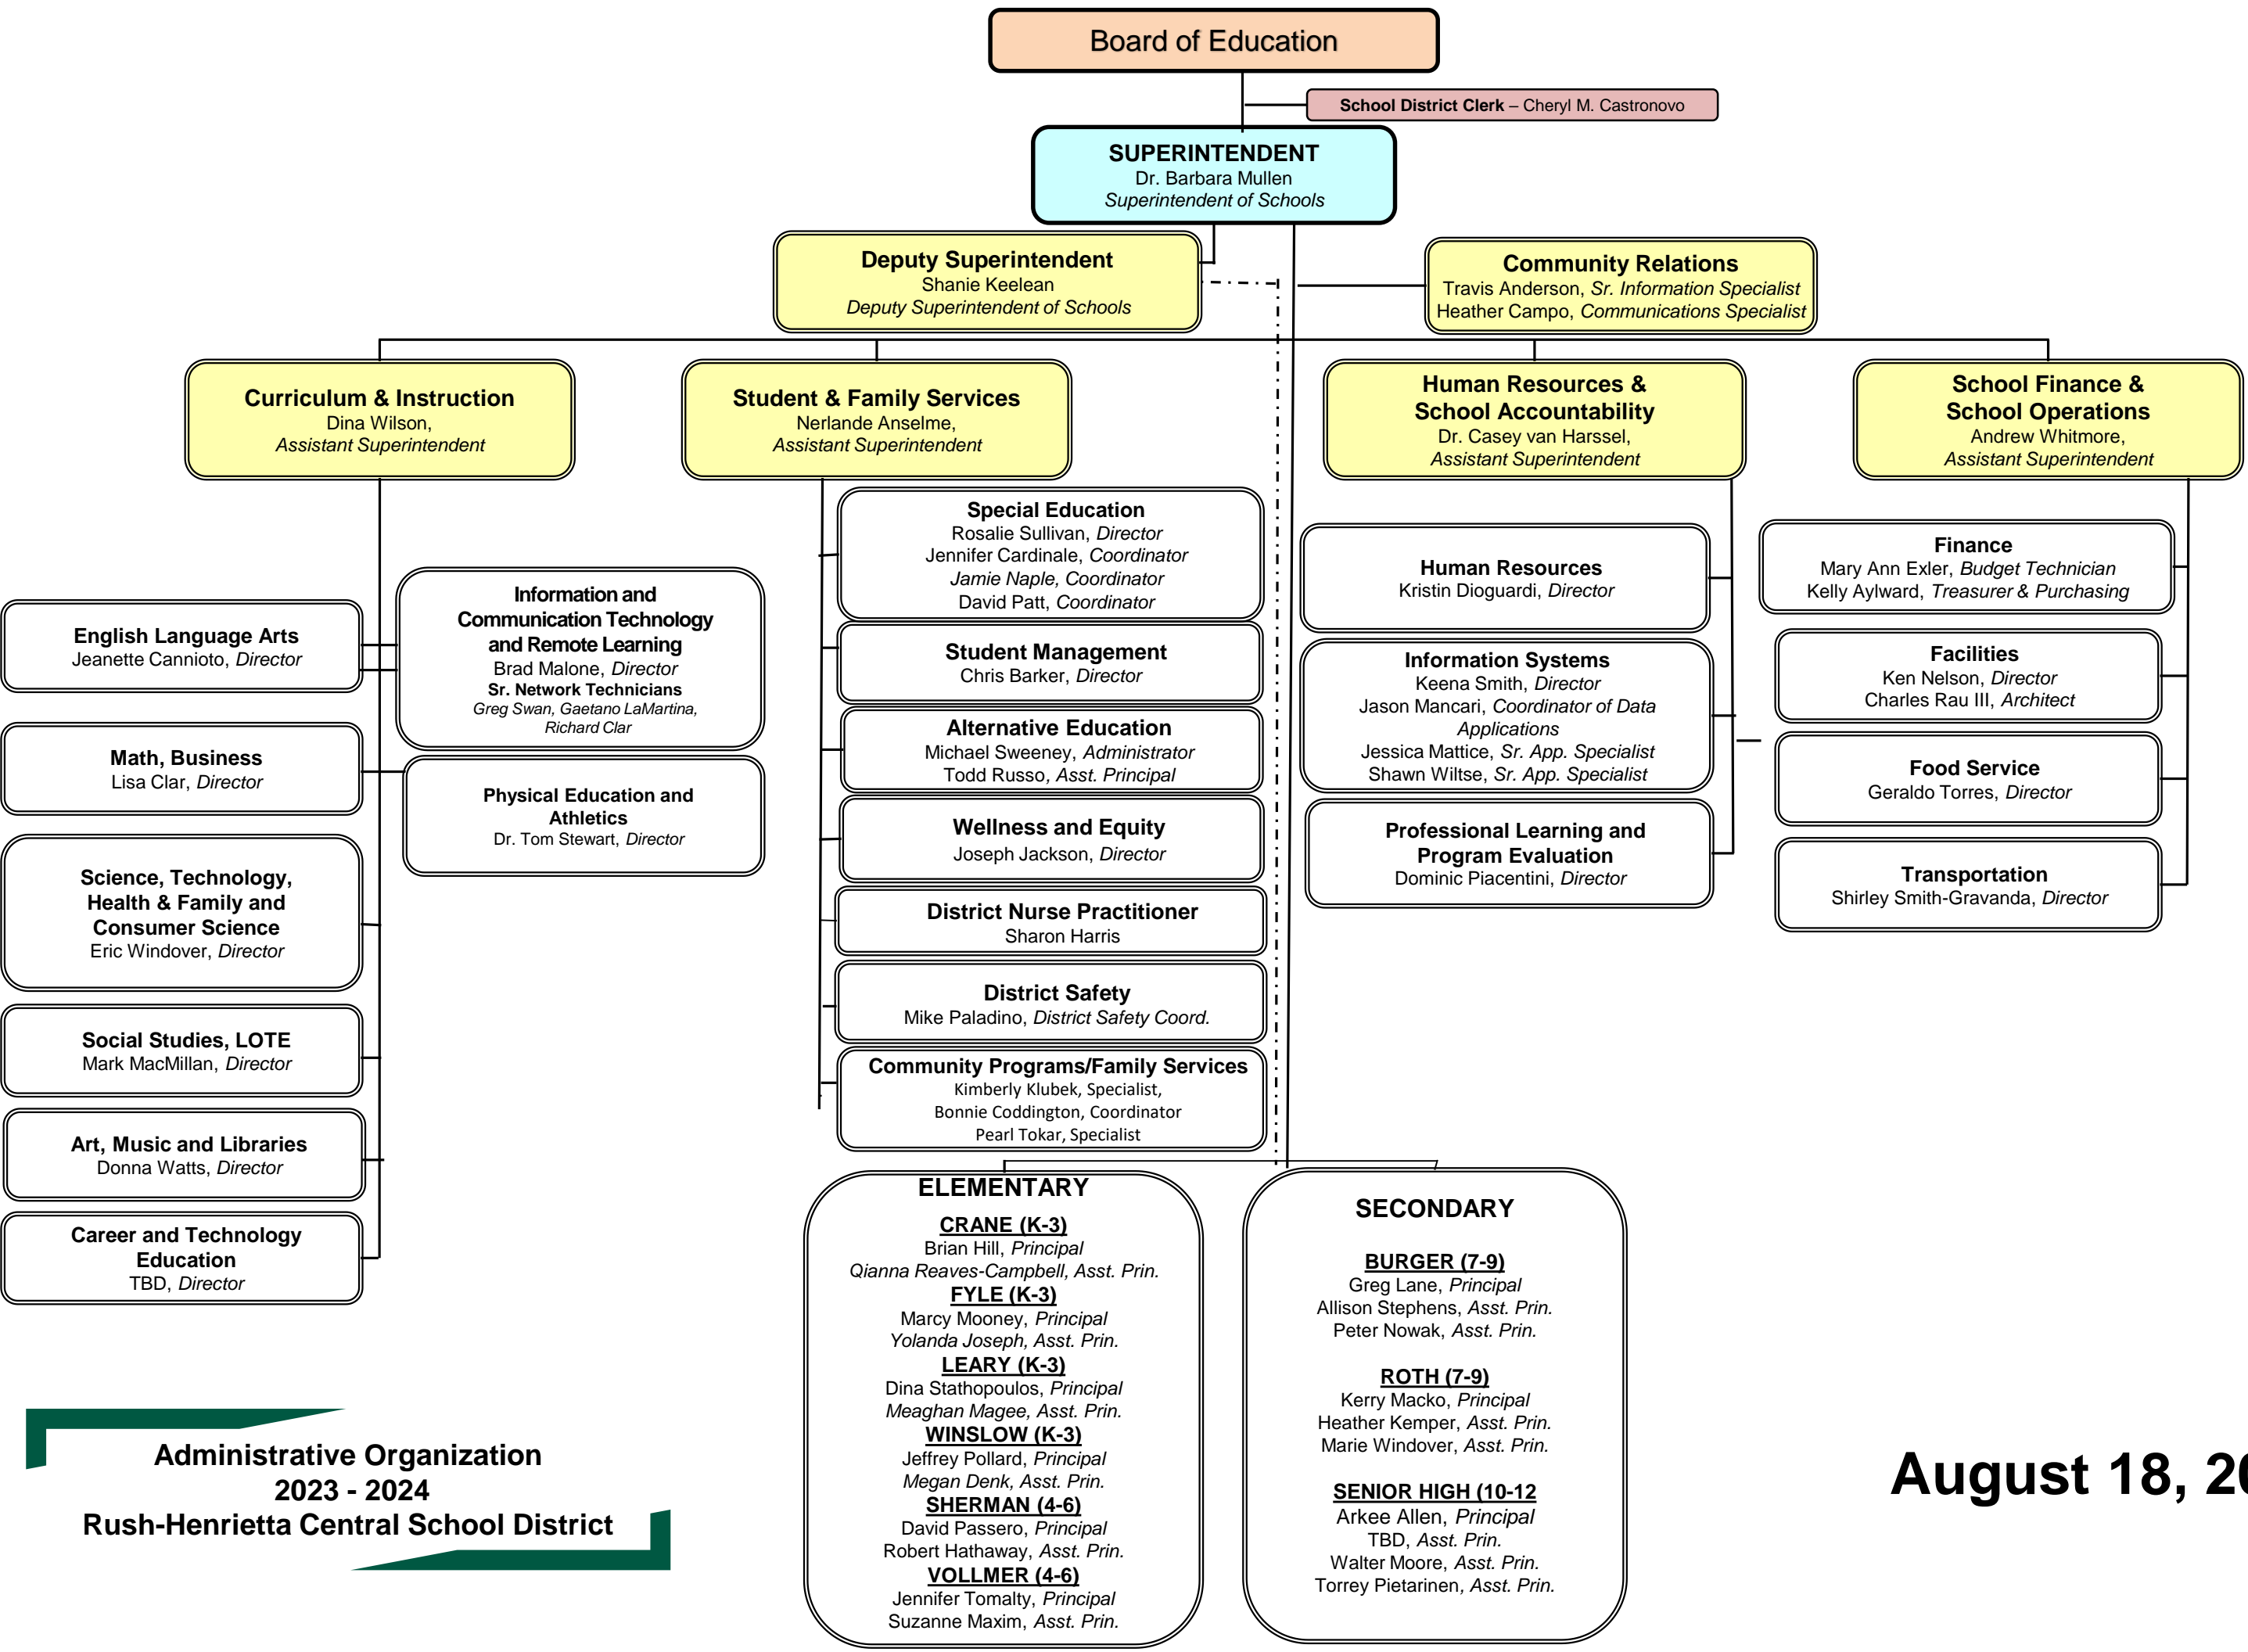 Board of Education
School District Clerk – Cheryl M. Castronovo
SUPERINTENDENT
Dr. Barbara Mullen
Superintendent of Schools
Deputy Superintendent
Shanie Keelean
Deputy Superintendent of Schools
Community Relations
Travis Anderson, Sr. Information Specialist
Heather Campo, Communications Specialist
Curriculum & Instruction
Dina Wilson,
Assistant Superintendent
Student & Family Services
Nerlande Anselme,
Assistant Superintendent
Human Resources &
School Accountability
Dr. Casey van Harssel,
Assistant Superintendent
School Finance &
School Operations
Andrew Whitmore,
Assistant Superintendent
English Language Arts
Jeanette Cannioto, Director
Math, Business
Lisa Clar, Director
Science, Technology,
Health & Family and
Consumer Science
Eric Windover, Director
Social Studies, LOTE
Mark MacMillan, Director
Art, Music and Libraries
Donna Watts, Director
Career and Technology
Education
TBD, Director
Information and
Communication Technology
and Remote Learning
Brad Malone, Director
Sr. Network Technicians
Greg Swan, Gaetano LaMartina,
Richard Clar
Physical Education and
Athletics
Dr. Tom Stewart, Director
Special Education
Rosalie Sullivan, Director
Jennifer Cardinale, Coordinator
Jamie Naple, Coordinator
David Patt, Coordinator
Student Management
Chris Barker, Director
Alternative Education
Michael Sweeney, Administrator
Todd Russo, Asst. Principal
Wellness and Equity
Joseph Jackson, Director
District Nurse Practitioner
Sharon Harris
District Safety
Mike Paladino, District Safety Coord.
Community Programs/Family Services
Kimberly Klubek, Specialist,
Bonnie Coddington, Coordinator
Pearl Tokar, Specialist
Human Resources
Kristin Dioguardi, Director
Information Systems
Keena Smith, Director
Jason Mancari, Coordinator of Data
Applications
Jessica Mattice, Sr. App. Specialist
Shawn Wiltse, Sr. App. Specialist
Professional Learning and
Program Evaluation
Dominic Piacentini, Director
Finance
Mary Ann Exler, Budget Technician
Kelly Aylward, Treasurer & Purchasing
Facilities
Ken Nelson, Director
Charles Rau III, Architect
Food Service
Geraldo Torres, Director
Transportation
Shirley Smith-Gravanda, Director
ELEMENTARY
CRANE (K-3)
Brian Hill, Principal
Qianna Reaves-Campbell, Asst. Prin.
FYLE (K-3)
Marcy Mooney, Principal
Yolanda Joseph, Asst. Prin.
LEARY (K-3)
Dina Stathopoulos, Principal
Meaghan Magee, Asst. Prin.
WINSLOW (K-3)
Jeffrey Pollard, Principal
Megan Denk, Asst. Prin.
SHERMAN (4-6)
David Passero, Principal
Robert Hathaway, Asst. Prin.
VOLLMER (4-6)
Jennifer Tomalty, Principal
Suzanne Maxim, Asst. Prin.
SECONDARY
BURGER (7-9)
Greg Lane, Principal
Allison Stephens, Asst. Prin.
Peter Nowak, Asst. Prin.
ROTH (7-9)
Kerry Macko, Principal
Heather Kemper, Asst. Prin.
Marie Windover, Asst. Prin.
SENIOR HIGH (10-12
Arkee Allen, Principal
TBD, Asst. Prin.
Walter Moore, Asst. Prin.
Torrey Pietarinen, Asst. Prin.
Administrative Organization
2023 - 2024
Rush-Henrietta Central School District
August 18,